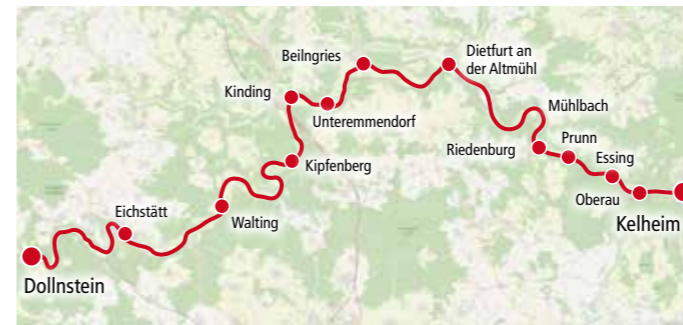 Beilngries
Dietfurt an
der Altmühl
Kinding
Unteremmendorf
Mühlbach
Prunn
Riedenburg
Essing
Kipfenberg
Oberau
Eichstätt
Walting
Kelheim
Dollnstein